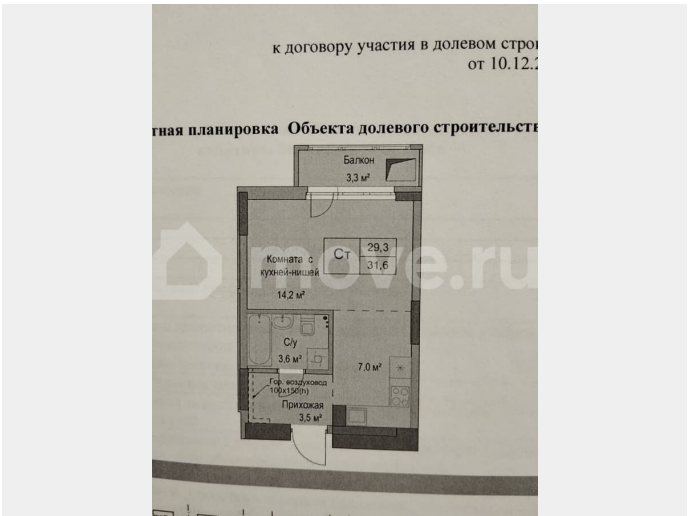 к договору участия в долевом строи
от 10.12.2
тная планировка Объекта долевого строительств
Балкон
3,3 м²
Ст
29,3
31,6
Комната с
кухней-нишей
14,2 м²
move.ru
С/у
3,6 м²
7,0 м²
Гор. воздуховод
100х150(h)
Прихожая
3,5 м²